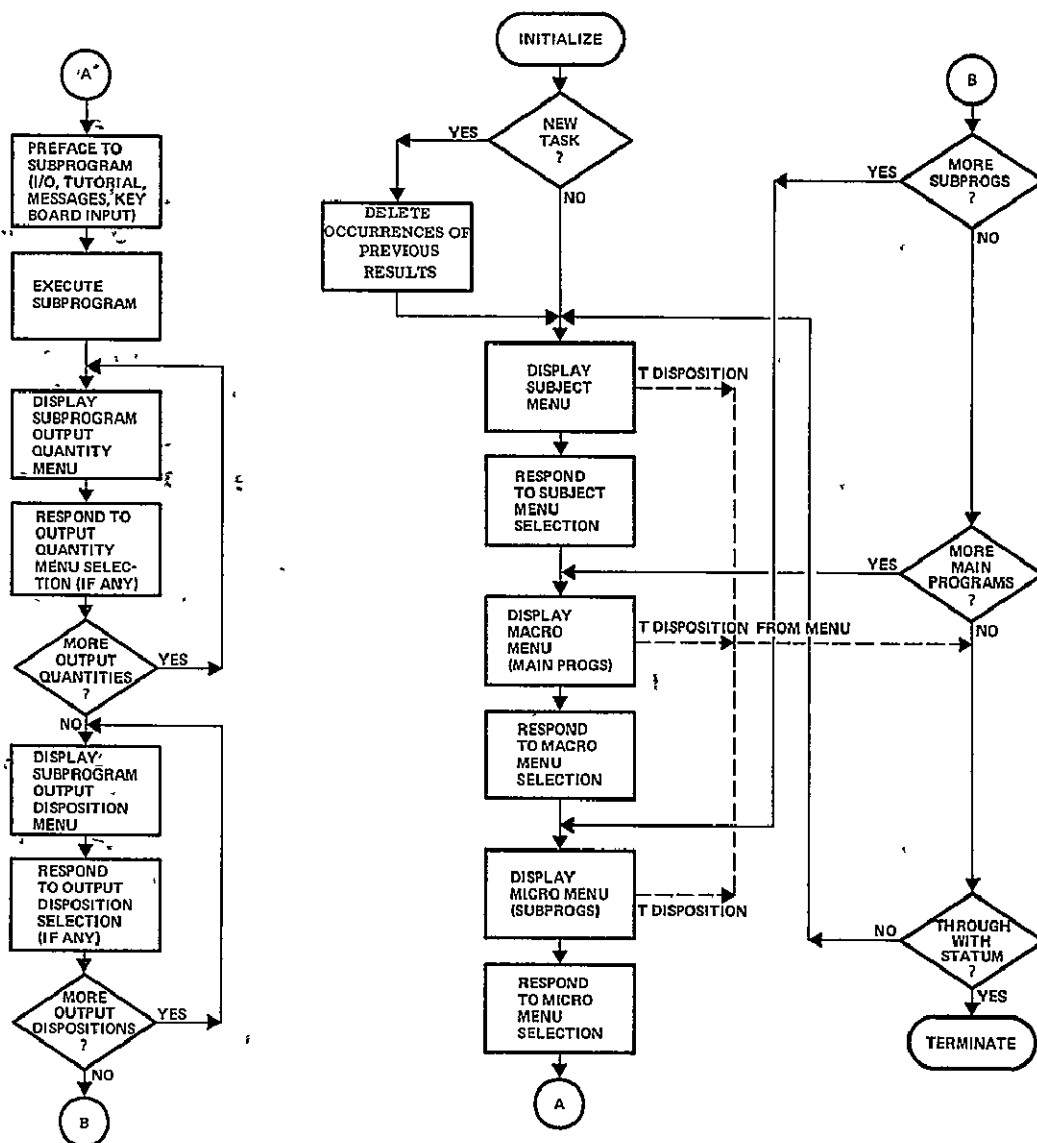 "A"
PREFACE TO
SUBPROGRAM
(I/O, TUTORIAL,
MESSAGES, KEY
BOARD INPUT)
EXECUTE
SUBPROGRAM
DISPLAY
SUBPROGRAM
OUTPUT
QUANTITY
MENU
RESPOND TO
OUTPUT
QUANTITY
MENU SELEC-
TION (IF ANY)
MORE
OUTPUT
QUANTITIES
?
YES
NO
DISPLAY
SUBPROGRAM
OUTPUT
DISPOSITION
MENU
RESPOND
TO OUTPUT
DISPOSITION
SELECTION
(IF ANY)
MORE
OUTPUT
DISPOSITIONS
?
YES
NO
B
INITIALIZE
NEW
TASK
?
YES
NO
DELETE
OCCURRENCES OF
PREVIOUS
RESULTS
DISPLAY
SUBJECT
MENU
T DISPOSITION
RESPOND
TO SUBJECT
MENU
SELECTION
DISPLAY
MACRO
MENU
(MAIN PROGS)
T DISPOSITION FROM MENU
RESPOND
TO MACRO
MENU
SELECTION
DISPLAY
MICRO MENU
(SUBPROGS)
T DISPOSITION
RESPOND
TO MICRO
MENU
SELECTION
A
B
MORE
SUBPROGS
?
YES
NO
MORE
MAIN
PROGRAMS
?
YES
NO
THROUGH
WITH
STATUM
?
NO
YES
TERMINATE